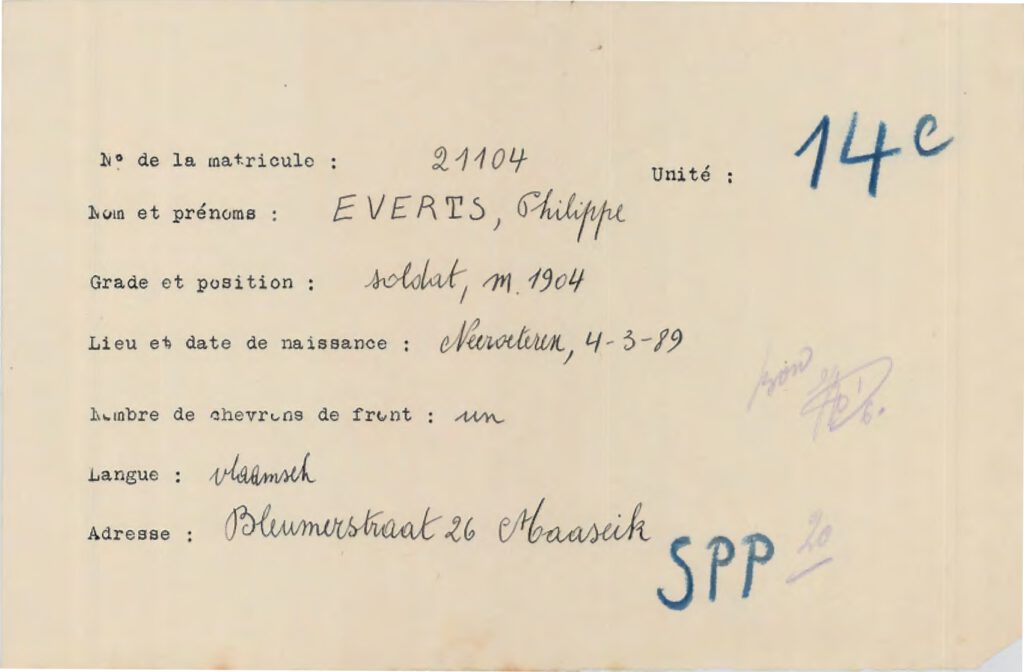 N° de la matricule : 21104
Unité : 14c
Nom et prénoms : EVERTS, Philippe
Grade et position : soldat, m. 1904
Lieu et date de naissance : Neeroeteren, 4-3-89
Nombre de chevrons de front : un
Langue : vlaamsch
Adresse : Bleumerstraat 26 Maaseik
SPP 20